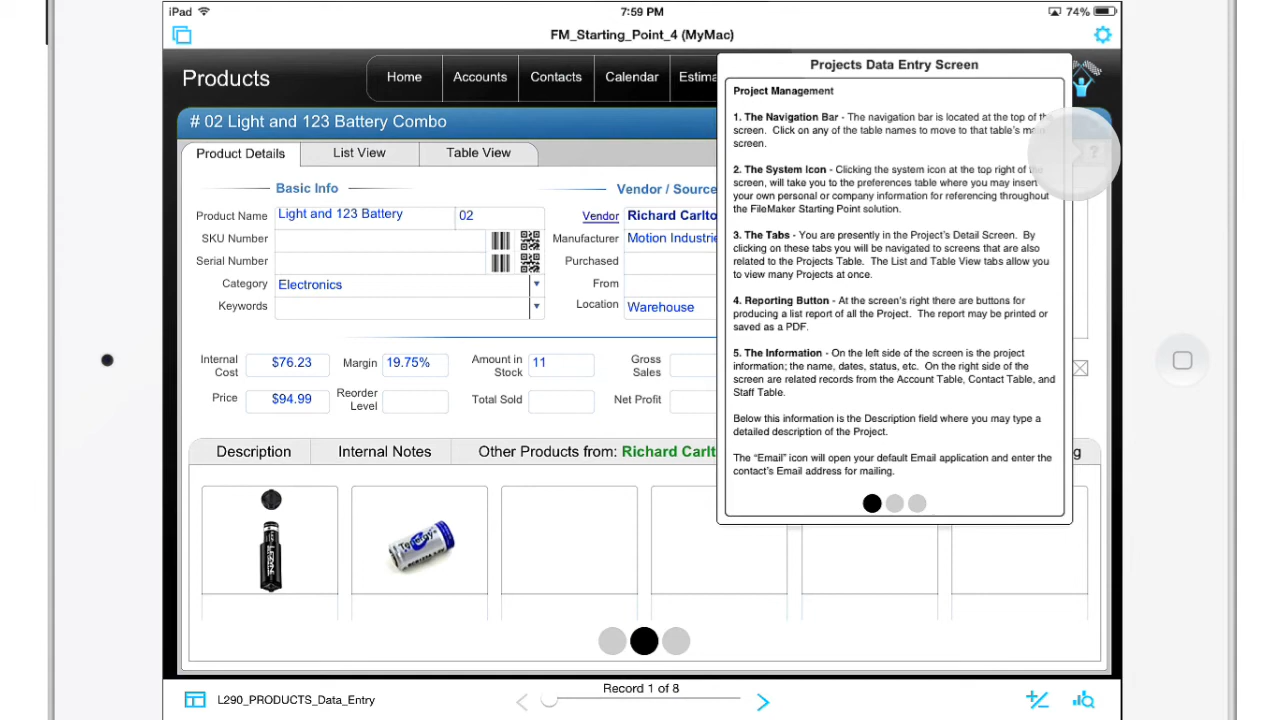 iPad
7:59 PM
74%
FM_Starting_Point_4 (MyMac)
Products
Home
Accounts
Contacts
Calendar
# 02 Light and 123 Battery Combo
Product Details
List View
Table View
?
Basic Info
Vendor / Source
Product Name
Light and 123 Battery
02
Vendor
SKU Number
Manufacturer
Serial Number
Purchased
Category
Electronics
From
Keywords
Location
Warehouse
Internal
Cost
$76.23
Margin
19.75%
Amount in
Stock
11
Gross
Sales
Price
$94.99
Reorder
Level
Total Sold
Net Profit
Description
Internal Notes
Other Products from: Richard
Projects Data Entry Screen
Project Management
1. The Navigation Bar - The navigation bar is located at the top of the
screen. Click on any of the table names to move to that table's main
screen.
2. The System Icon - Clicking the system icon at the top right of the
screen, will take you to the preferences table where you may insert
your own personal or company information for referencing throughout
the FileMaker Starting Point solution.
3. The Tabs - You are presently in the Project's Detail Screen. By
clicking on these tabs you will be navigated to screens that are also
related to the Projects Table. The List and Table View tabs allow you
to view many Projects at once.
4. Reporting Button - At the screen's right there are buttons for
producing a list report of all the Project. The report may be printed or
saved as a PDF.
5. The Information - On the left side of the screen is the project
information; the name, dates, status, etc. On the right side of the
screen are related records from the Account Table, Contact Table, and
Staff Table.
Below this information is the Description field where you may type a
detailed description of the Project.
The “Email” icon will open your default Email application and enter the
contact's Email address for mailing.
L290_PRODUCTS_Data_Entry
Record 1 of 8